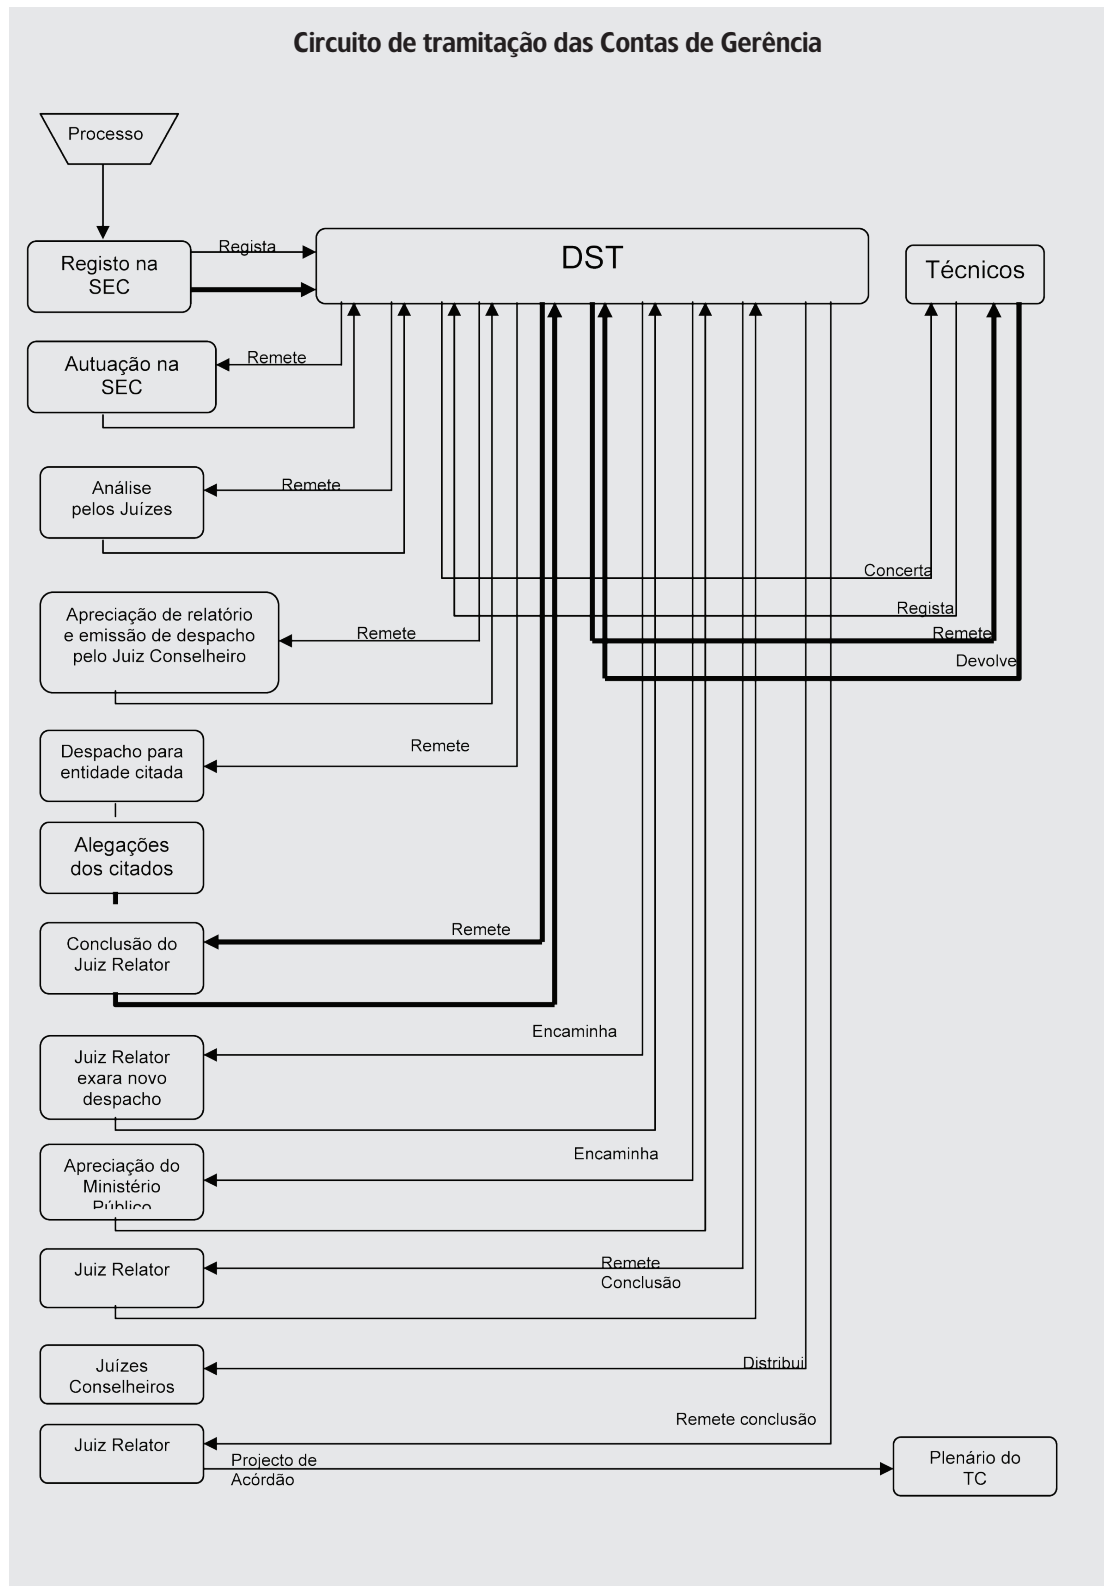 Circuito de tramitação das Contas de Gerência
Processo
Registo na
SEC
Regista
DST
Técnicos
Autuação na
SEC
Remete
Análise
pelos Juízes
Remete
Concerta
Regista
Apreciação de relatório
e emissão de despacho
pelo Juiz Conselheiro
Remete
Remete
Devolve
Despacho para
entidade citada
Remete
Alegações
dos citados
Conclusão do
Juiz Relator
Remete
Juiz Relator
exara novo
despacho
Encaminha
Apreciação do
Ministério
Público
Encaminha
Juiz Relator
Remete
Conclusão
Juízes
Conselheiros
Distribui
Remete conclusão
Juiz Relator
Projecto de
Acórdão
Plenário do
TC